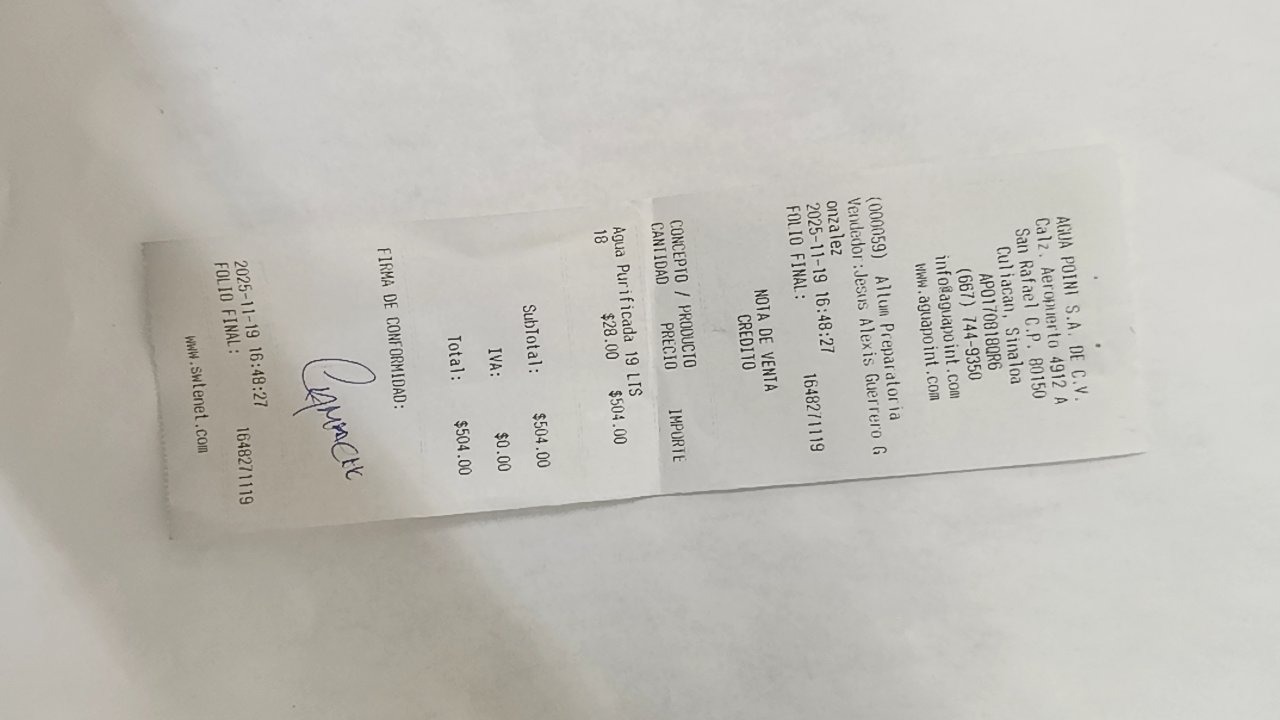 AGUA POINT S.A. DE C.V.
Calz. Aeropuerto 4912 A
San Rafael C.P. 80150
Culiacan, Sinaloa
APO170818QR6
(667) 744-9350
info@aguapoint.com
www.aguapoint.com
(000059) Altum Preparatoria
Vendedor:Jesus Alexis Guerrero G
onzalez
2025-11-19 16:48:27
FOLIO FINAL: 1648271119
NOTA DE VENTA
CREDITO
CONCEPTO / PRODUCTO
CANTIDAD PRECIO IMPORTE
Agua Purificada 19 LTS
18 $28.00 $504.00
SubTotal: $504.00
IVA: $0.00
Total: $504.00
FIRMA DE CONFORMIDAD:
2025-11-19 16:48:27
FOLIO FINAL: 1648271119
www.swtenet.com